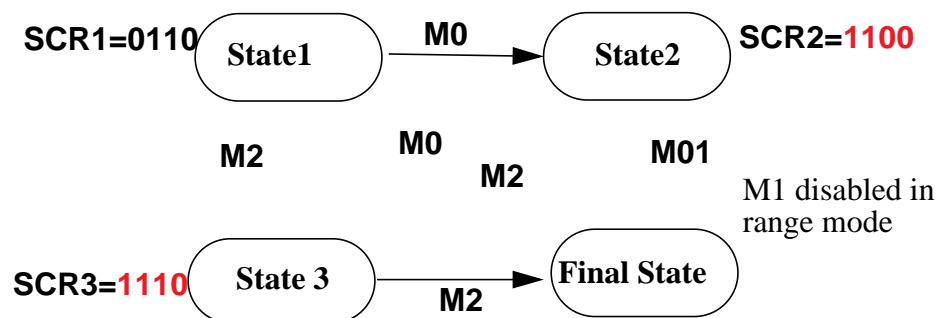 SCR1=0110 State1 M0 State2 SCR2=1100
M2 M0 M2 M01
M1 disabled in
range mode
SCR3=1110 State 3 M2 Final State